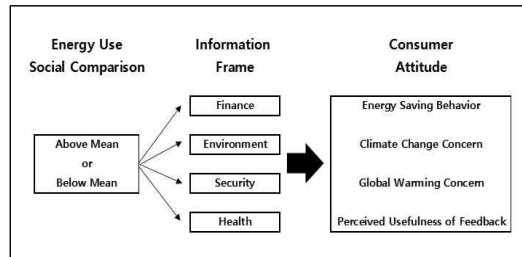 Energy Use
Social Comparison
Information
Frame
Consumer
Attitude
Above Mean
or
Below Mean
Finance
Environment
Security
Health
Energy Saving Behavior
Climate Change Concern
Global Warming Concern
Perceived Usefulness of Feedback